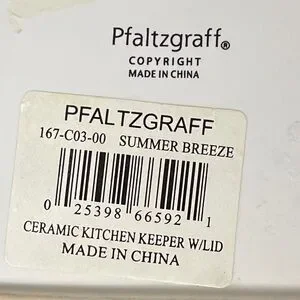 Pfaltzgraff®
COPYRIGHT
MADE IN CHINA
PFALTZGRAFF
167-C03-00 SUMMER BREEZE
0 25398 66592 1
CERAMIC KITCHEN KEEPER W/LID
MADE IN CHINA